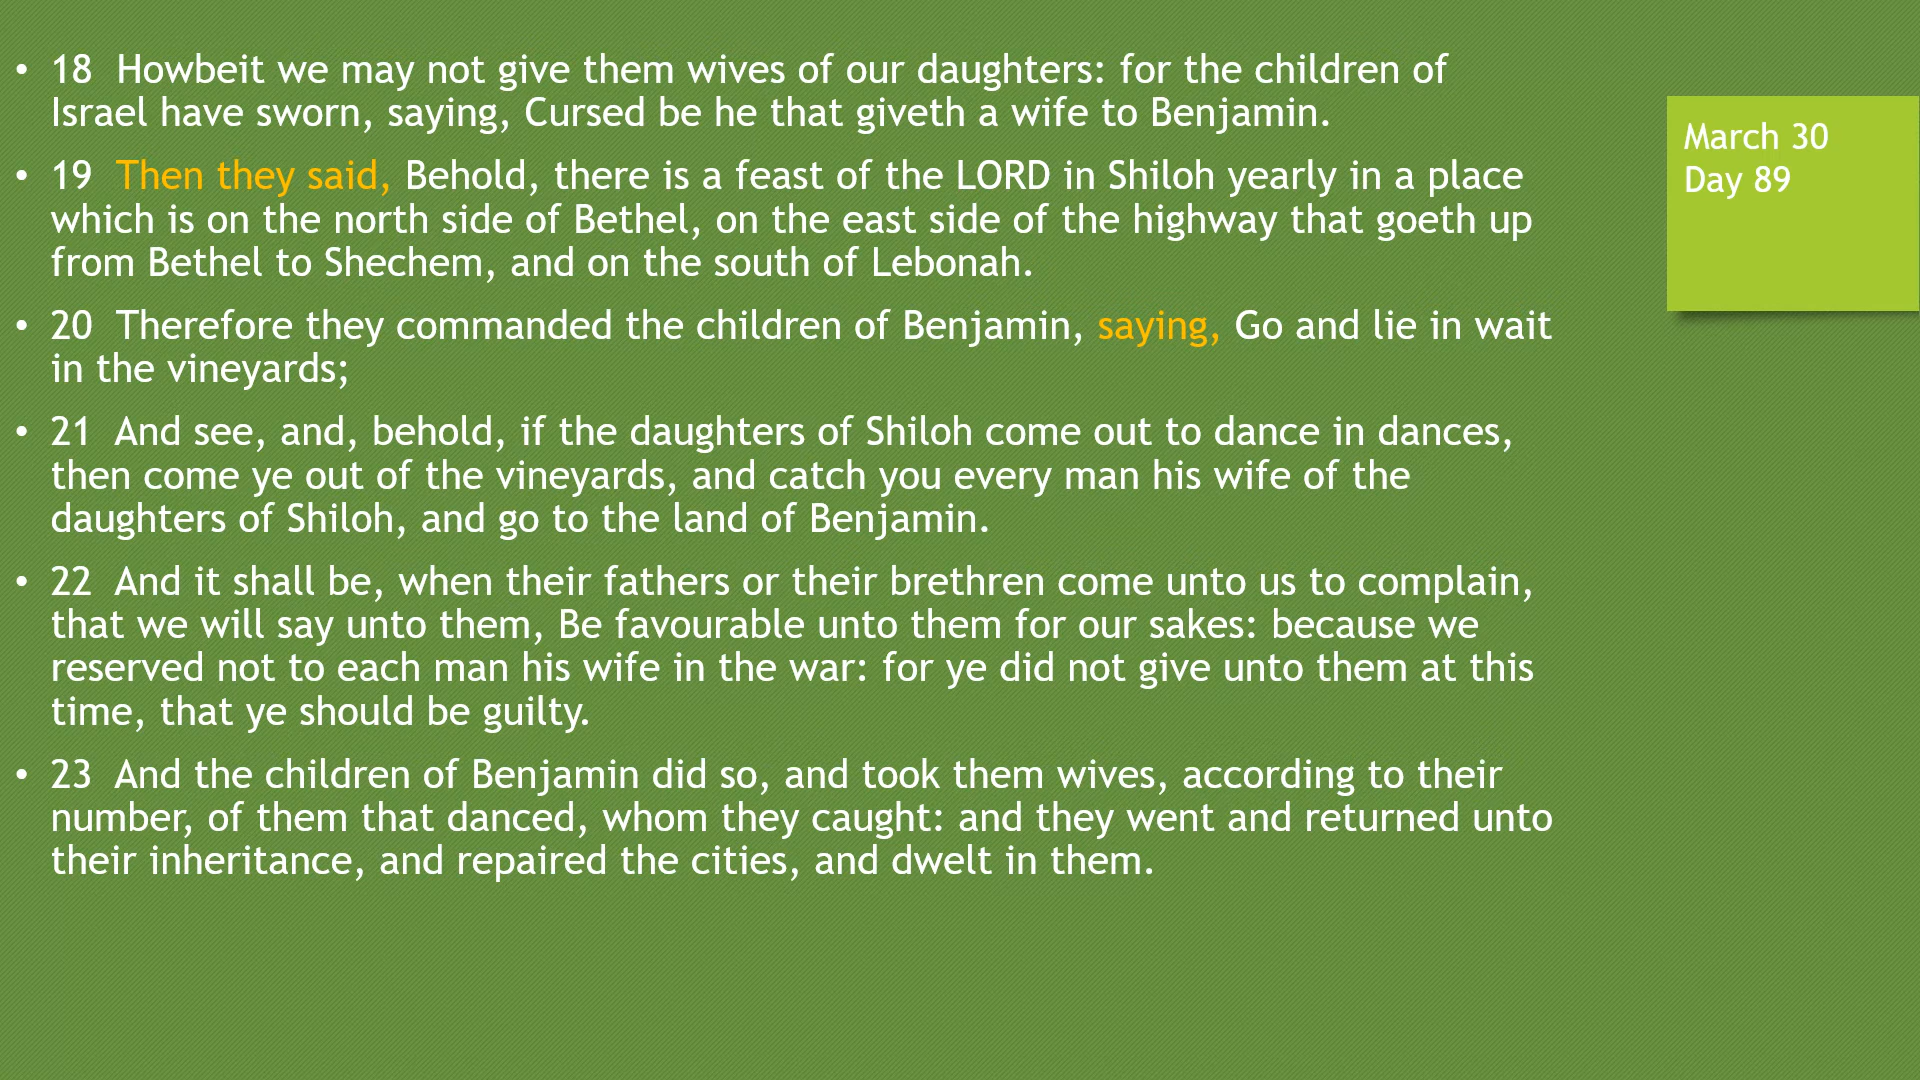 • 18  Howbeit we may not give them wives of our daughters: for the children of
Israel have sworn, saying, Cursed be he that giveth a wife to Benjamin.
• 19  Then they said, Behold, there is a feast of the LORD in Shiloh yearly in a place
which is on the north side of Bethel, on the east side of the highway that goeth up
from Bethel to Shechem, and on the south of Lebonah.
• 20  Therefore they commanded the children of Benjamin, saying, Go and lie in wait
in the vineyards;
• 21  And see, and, behold, if the daughters of Shiloh come out to dance in dances,
then come ye out of the vineyards, and catch you every man his wife of the
daughters of Shiloh, and go to the land of Benjamin.
• 22  And it shall be, when their fathers or their brethren come unto us to complain,
that we will say unto them, Be favourable unto them for our sakes: because we
reserved not to each man his wife in the war: for ye did not give unto them at this
time, that ye should be guilty.
• 23  And the children of Benjamin did so, and took them wives, according to their
number, of them that danced, whom they caught: and they went and returned unto
their inheritance, and repaired the cities, and dwelt in them.
March 30
Day 89